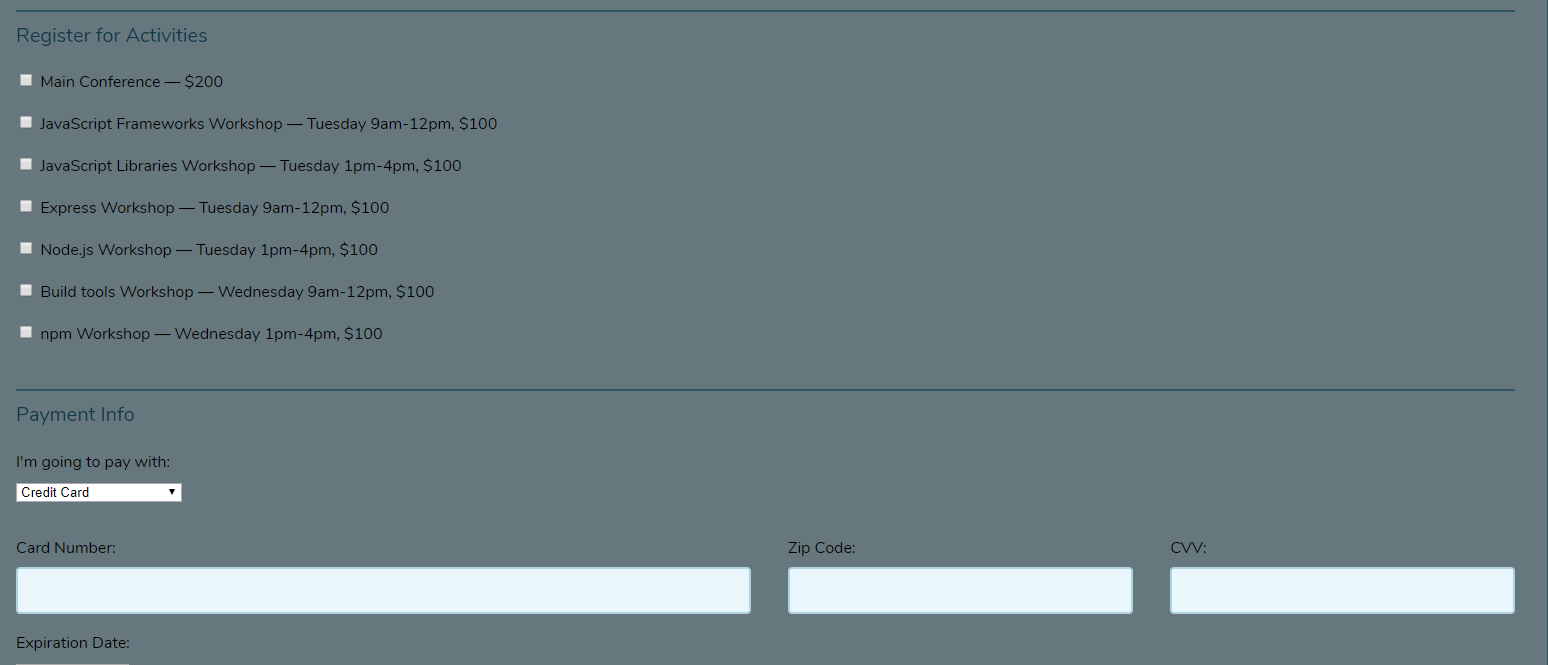 Register for Activities
Main Conference — $200
JavaScript Frameworks Workshop — Tuesday 9am-12pm, $100
JavaScript Libraries Workshop — Tuesday 1pm-4pm, $100
Express Workshop — Tuesday 9am-12pm, $100
Node.js Workshop — Tuesday 1pm-4pm, $100
Build tools Workshop — Wednesday 9am-12pm, $100
npm Workshop — Wednesday 1pm-4pm, $100
Payment Info
I'm going to pay with:
Credit Card
Card Number: Zip Code: CVV:
Expiration Date: